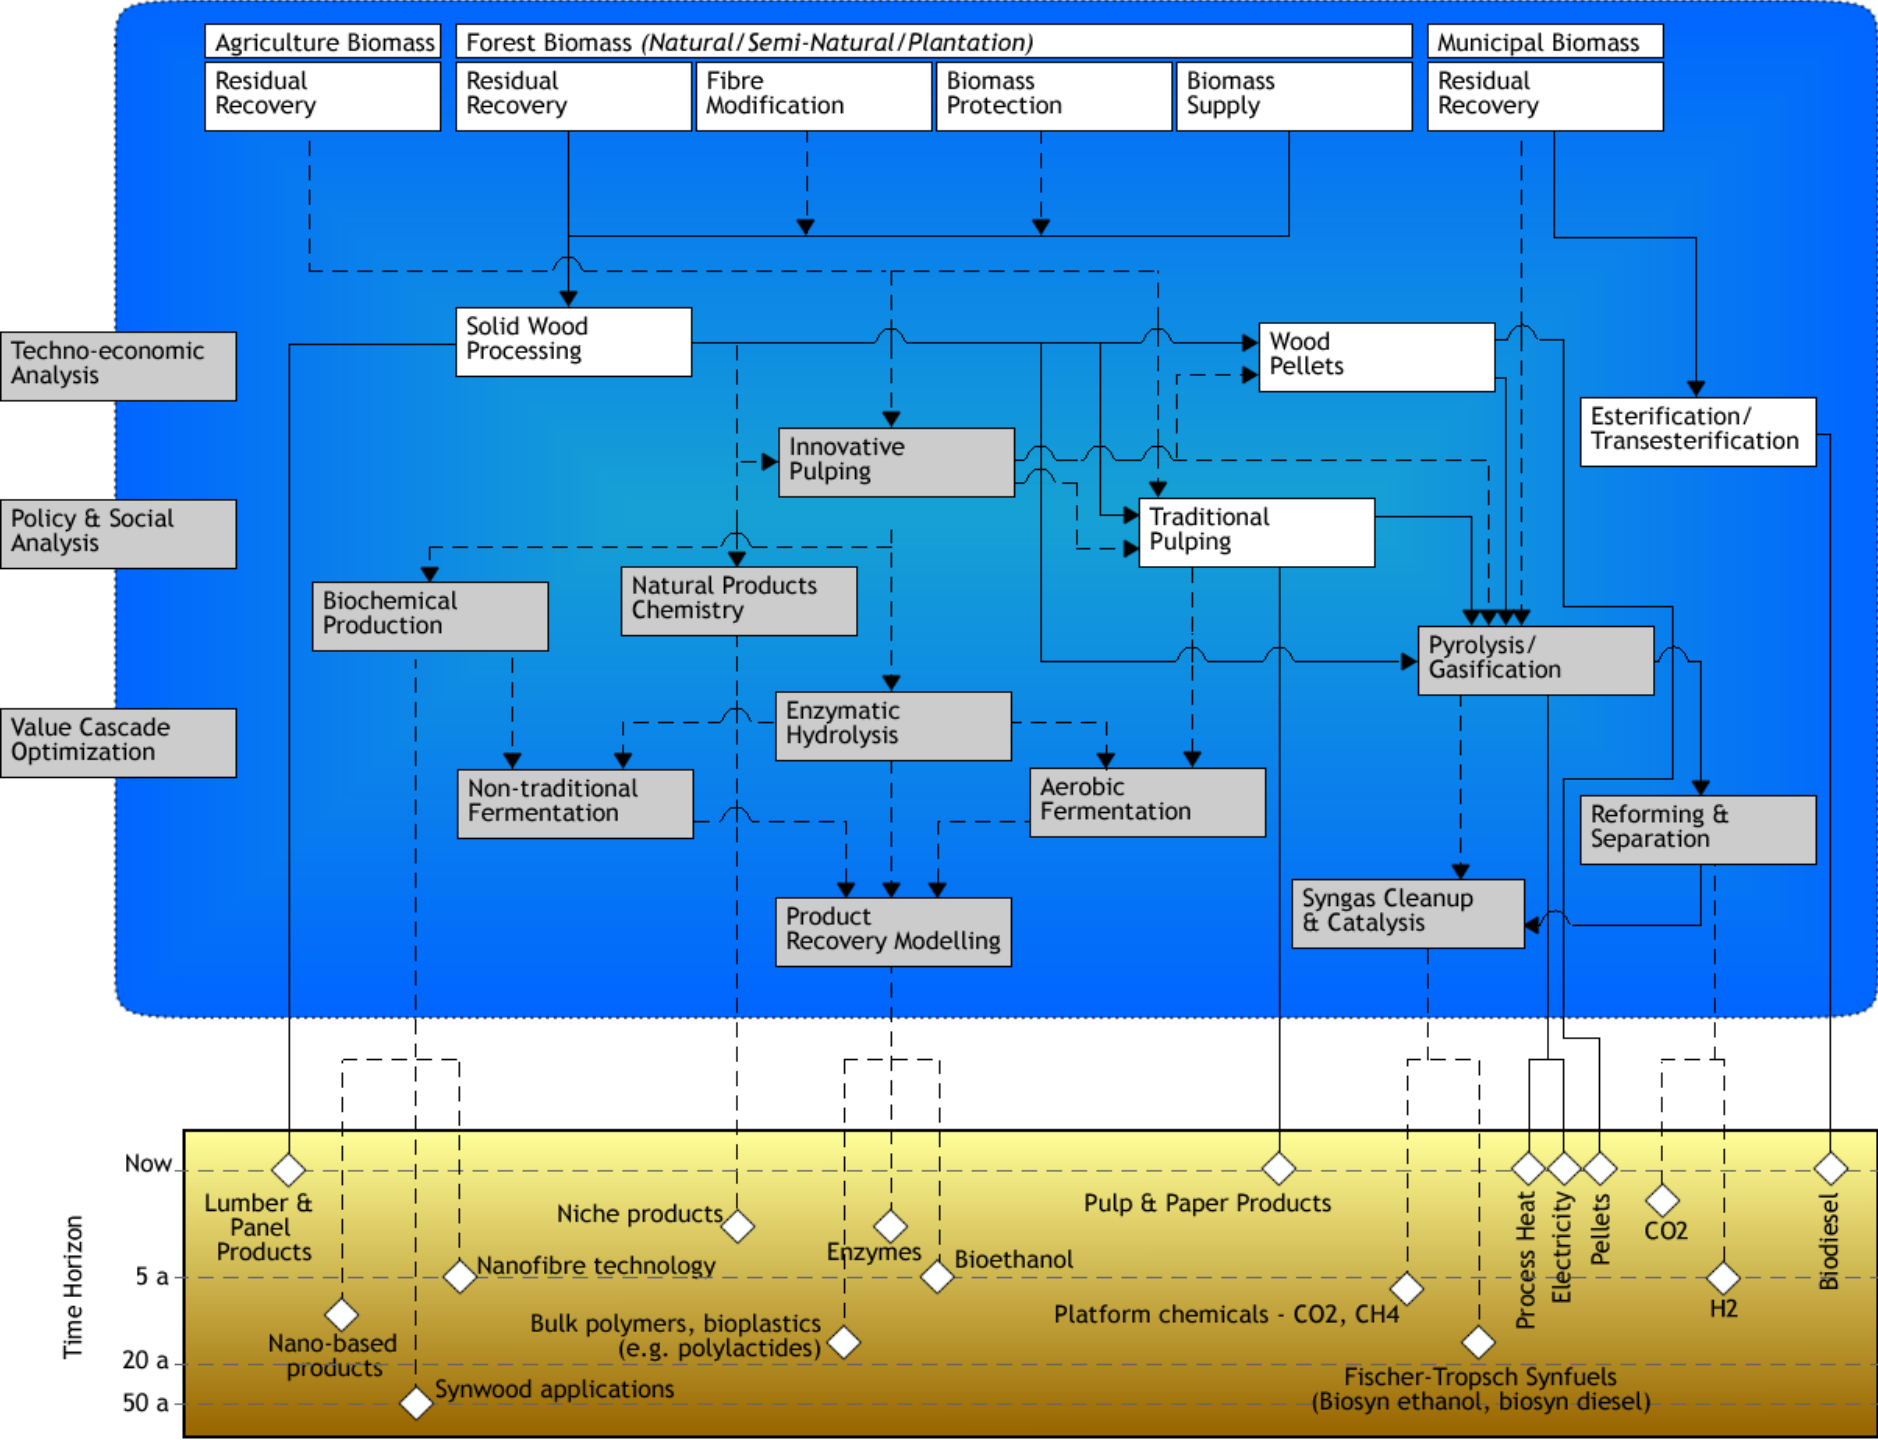 Agriculture Biomass
Forest Biomass (Natural/Semi-Natural/Plantation)
Municipal Biomass
Residual
Recovery
Residual
Recovery
Fibre
Modification
Biomass
Protection
Biomass
Supply
Residual
Recovery
Solid Wood
Processing
Wood
Pellets
Techno-economic
Analysis
Esterification/
Transesterification
Innovative
Pulping
Policy & Social
Analysis
Traditional
Pulping
Biochemical
Production
Natural Products
Chemistry
Pyrolysis/
Gasification
Value Cascade
Optimization
Enzymatic
Hydrolysis
Non-traditional
Fermentation
Aerobic
Fermentation
Reforming &
Separation
Syngas Cleanup
& Catalysis
Product
Recovery Modelling
Time Horizon
Now
5 a
20 a
50 a
Lumber &
Panel
Products
Niche products
Enzymes
Pulp & Paper Products
Process Heat
Electricity
Pellets
CO2
Biodiesel
Nanofibre technology
Bioethanol
H2
Platform chemicals - CO2, CH4
Nano-based
products
Bulk polymers, bioplastics
(e.g. polylactides)
Fischer-Tropsch Synfuels
(Biosyn ethanol, biosyn diesel)
Synwood applications